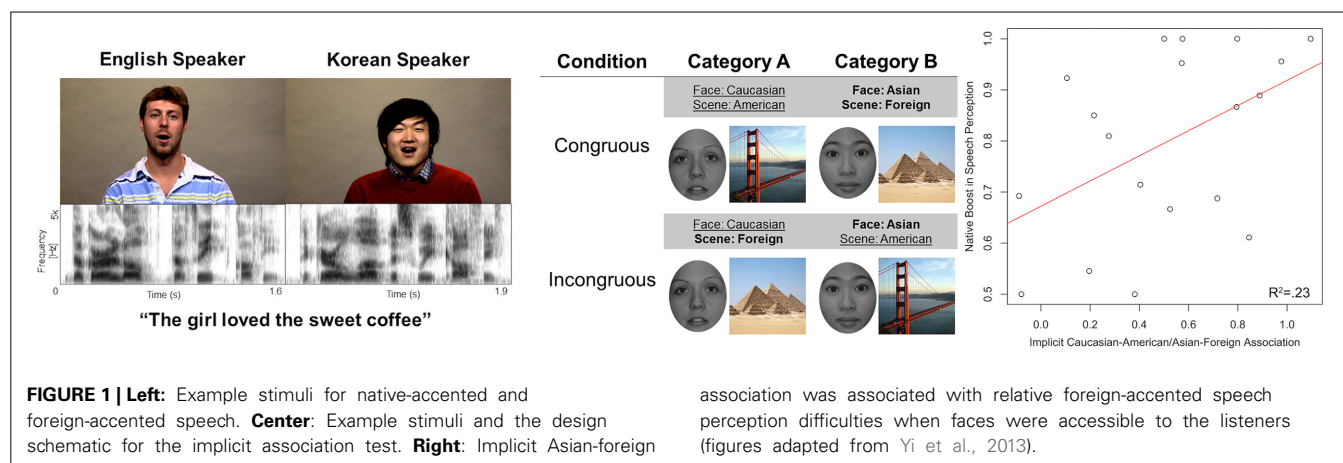 English Speaker
Korean Speaker
5k
Frequency
[Hz]
0
Time (s)
1.6
Time (s)
1.9
“The girl loved the sweet coffee”
Condition
Category A
Category B
Face: Caucasian
Scene: American
Face: Asian
Scene: Foreign
Congruous
Face: Caucasian
Scene: Foreign
Face: Asian
Scene: American
Incongruous
Native Boost in Speech Perception
1.0
0.9
0.8
0.7
0.6
0.5
R²=.23
0.0
0.2
0.4
0.6
0.8
1.0
Implicit Caucasian-American/Asian-Foreign Association
FIGURE 1 | Left: Example stimuli for native-accented and
foreign-accented speech. Center: Example stimuli and the design
schematic for the implicit association test. Right: Implicit Asian-foreign
association was associated with relative foreign-accented speech
perception difficulties when faces were accessible to the listeners
(figures adapted from Yi et al., 2013).